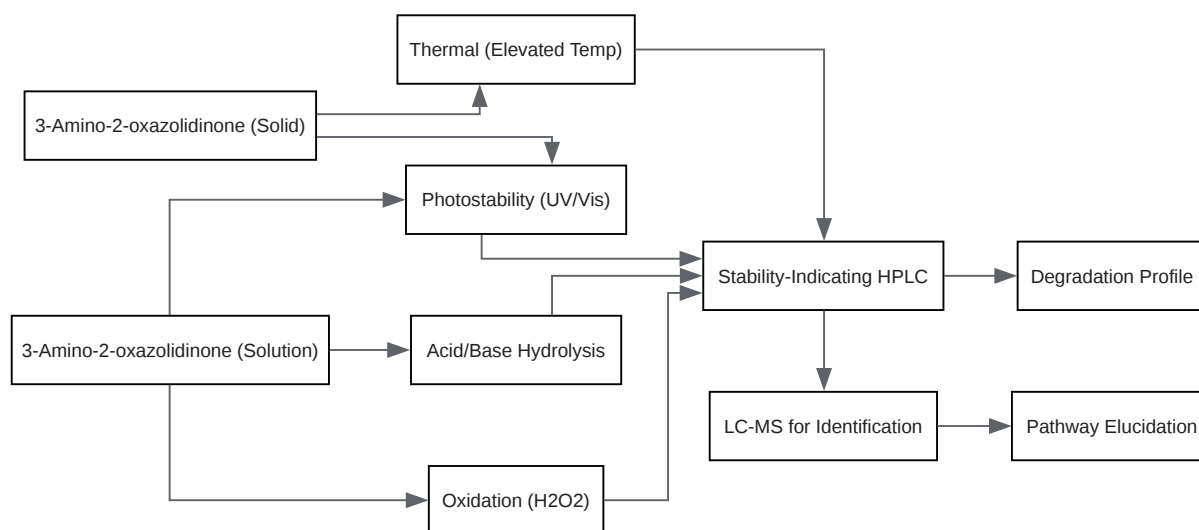 Thermal (Elevated Temp)
3-Amino-2-oxazolidinone (Solid)
Photostability (UV/Vis)
Stability-Indicating HPLC
Degradation Profile
3-Amino-2-oxazolidinone (Solution)
Acid/Base Hydrolysis
LC-MS for Identification
Pathway Elucidation
Oxidation (H2O2)